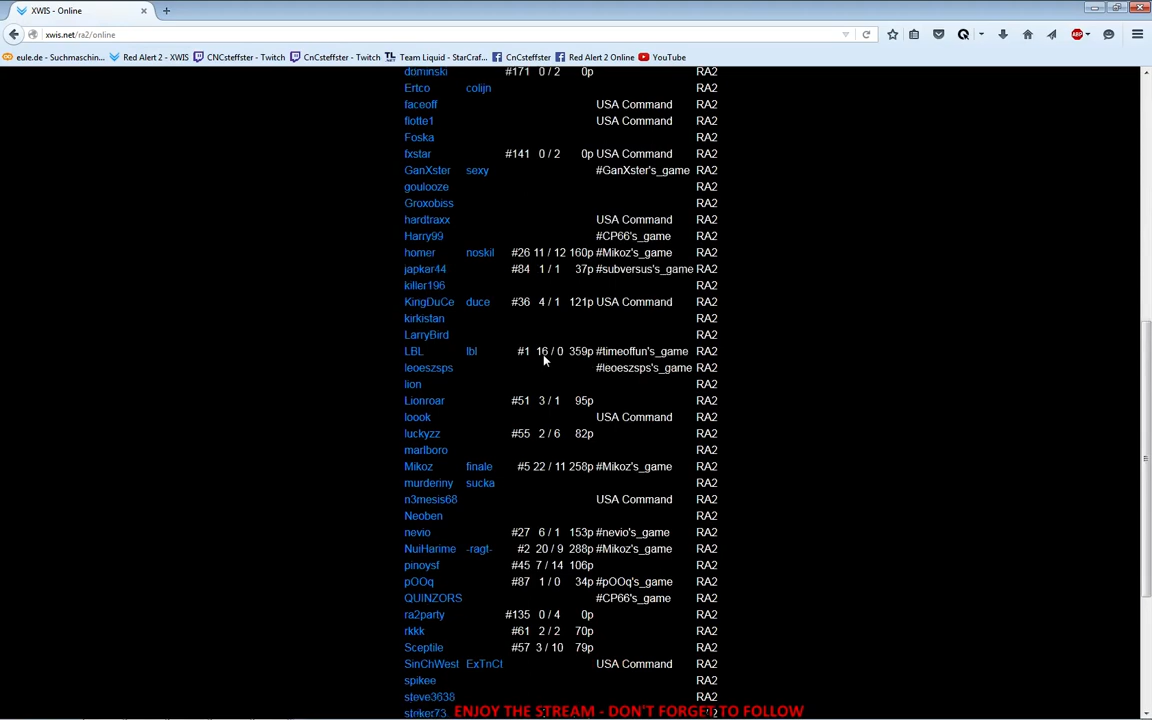 XWIS - Online
xwis.net/ra2/online
eule.de - Suchmaschin... Red Alert 2 - XWIS CNCsteffster - Twitch CnCsteffster - Twitch Team Liquid - StarCraf... CnCsteffster Red Alert 2 Online YouTube
dominski #171 0 / 2 0p RA2
Ertco colijn RA2
faceoff USA Command RA2
flotte1 USA Command RA2
Foska RA2
fxstar #141 0 / 2 0p USA Command RA2
GanXster sexy #GanXster's_game RA2
goulooze RA2
Groxobiss RA2
hardtraxx USA Command RA2
Harry99 #CP66's_game RA2
homer noskil #26 11 / 12 160p #Mikoz's_game RA2
japkar44 #84 1 / 1 37p #subversus's_game RA2
killer196 RA2
KingDuCe duce #36 4 / 1 121p USA Command RA2
kirkistan RA2
LarryBird RA2
LBL lbl #1 16 / 0 359p #timeoffun's_game RA2
leoeszsps #leoeszsps's_game RA2
lion RA2
Lionroar #51 3 / 1 95p RA2
loook USA Command RA2
luckyzz #55 2 / 6 82p RA2
marlboro RA2
Mikoz finale #5 22 / 11 258p #Mikoz's_game RA2
murderiny sucka RA2
n3mesis68 USA Command RA2
Neoben RA2
nevio #27 6 / 1 153p #nevio's_game RA2
NuiHarime -ragt- #2 20 / 9 288p #Mikoz's_game RA2
pinoysf #45 7 / 14 106p RA2
pOOq #87 1 / 0 34p #pOOq's_game RA2
QUINZORS #CP66's_game RA2
ra2party #135 0 / 4 0p RA2
rkkk #61 2 / 2 70p RA2
Sceptile #57 3 / 10 79p RA2
SinChWest ExTnCt USA Command RA2
spikee RA2
steve3638 RA2
stoker73 RA2
ENJOY THE STREAM - DON'T FORGET TO FOLLOW